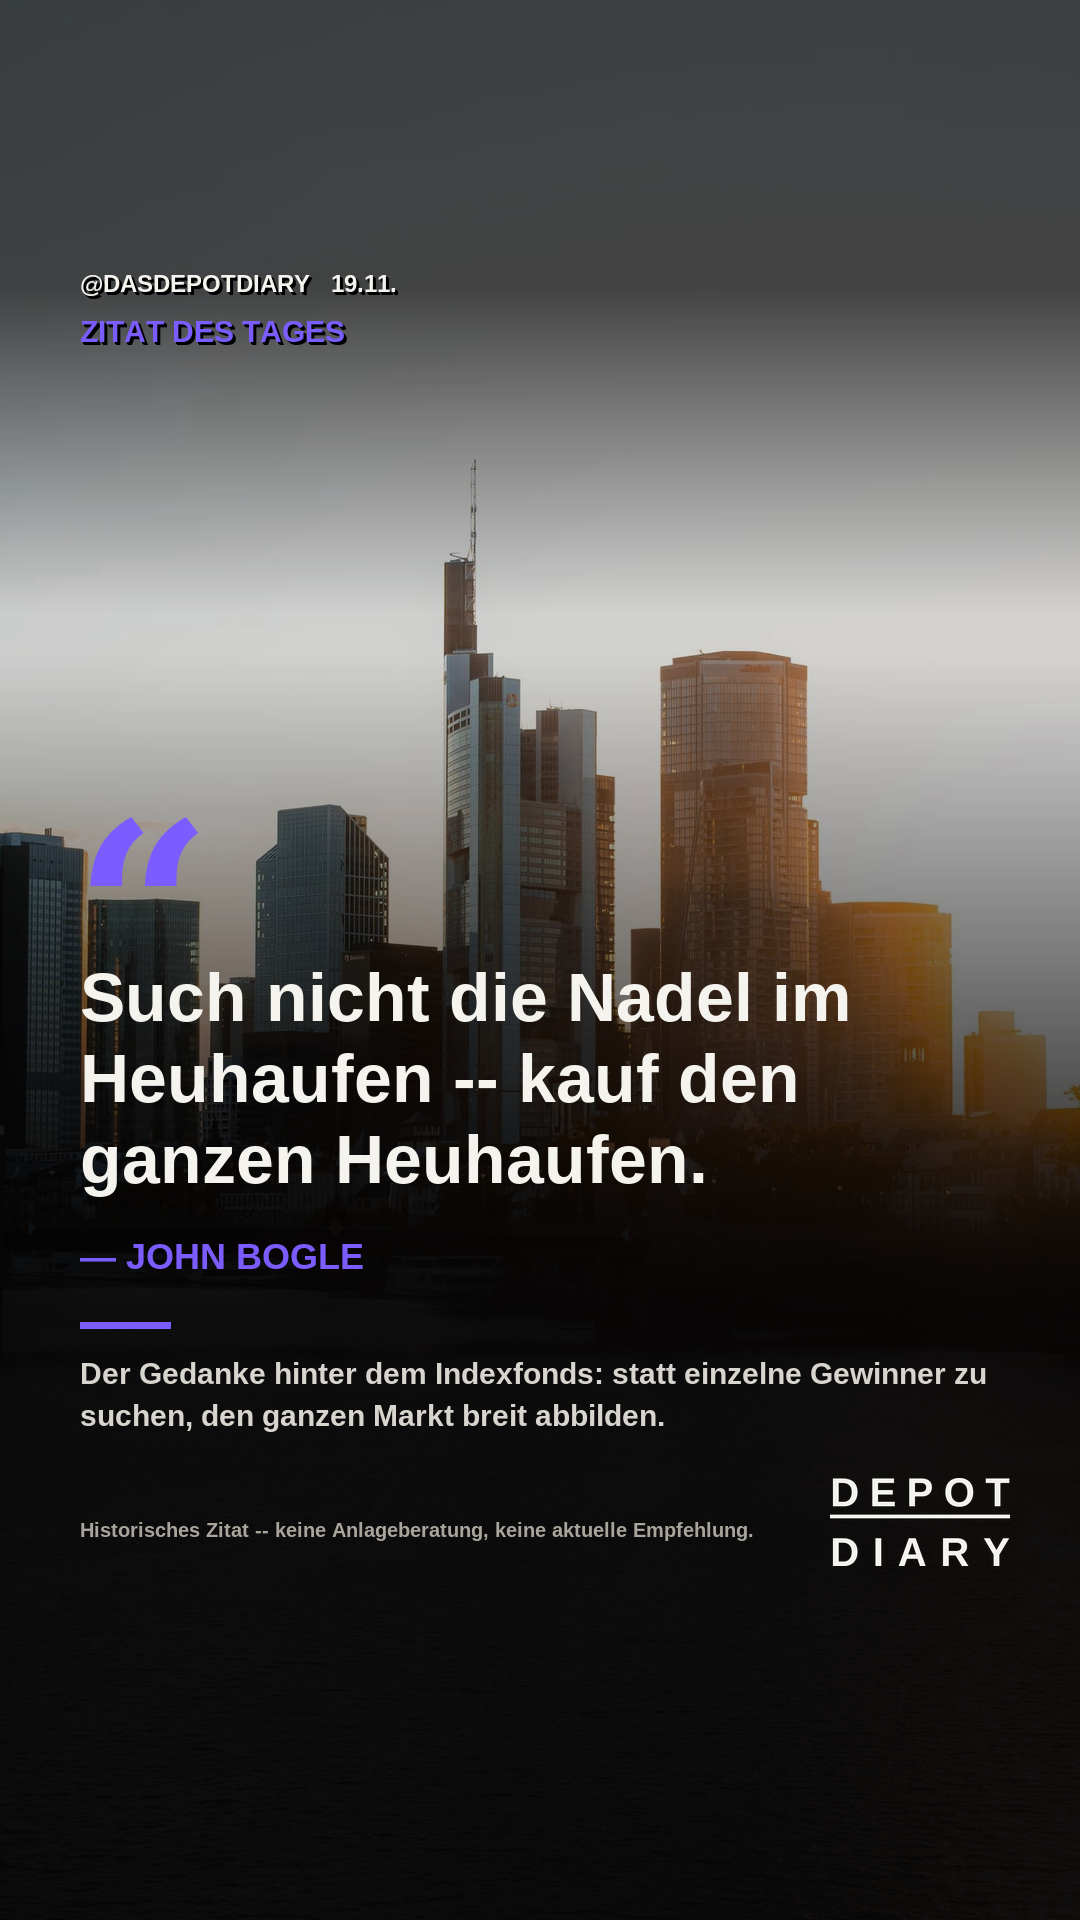 @DASDEPOTDIARY 19.11.
ZITAT DES TAGES
“
Such nicht die Nadel im
Heuhaufen -- kauf den
ganzen Heuhaufen.
— JOHN BOGLE
Der Gedanke hinter dem Indexfonds: statt einzelne Gewinner zu
suchen, den ganzen Markt breit abbilden.
Historisches Zitat -- keine Anlageberatung, keine aktuelle Empfehlung.
DEPOT
DIARY